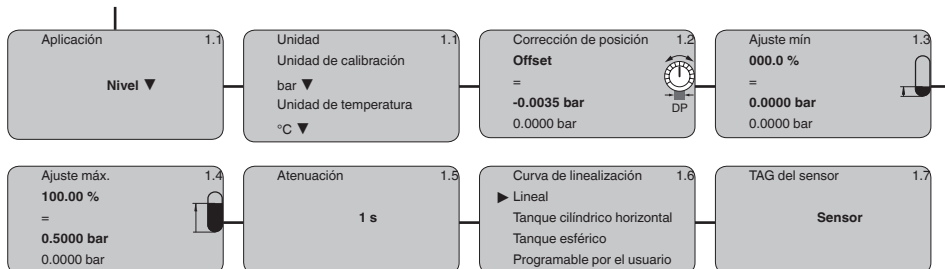 Aplicación 1.1
Nivel ▼
Unidad 1.1
Unidad de calibración
bar ▼
Unidad de temperatura
°C ▼
Corrección de posición 1.2
Offset
=
-0.0035 bar
0.0000 bar
DP
Ajuste mín 1.3
000.0 %
=
0.0000 bar
0.0000 bar
Ajuste máx. 1.4
100.00 %
=
0.5000 bar
0.0000 bar
Atenuación 1.5
1 s
Curva de linealización 1.6
▶ Lineal
Tanque cilíndrico horizontal
Tanque esférico
Programable por el usuario
TAG del sensor 1.7
Sensor